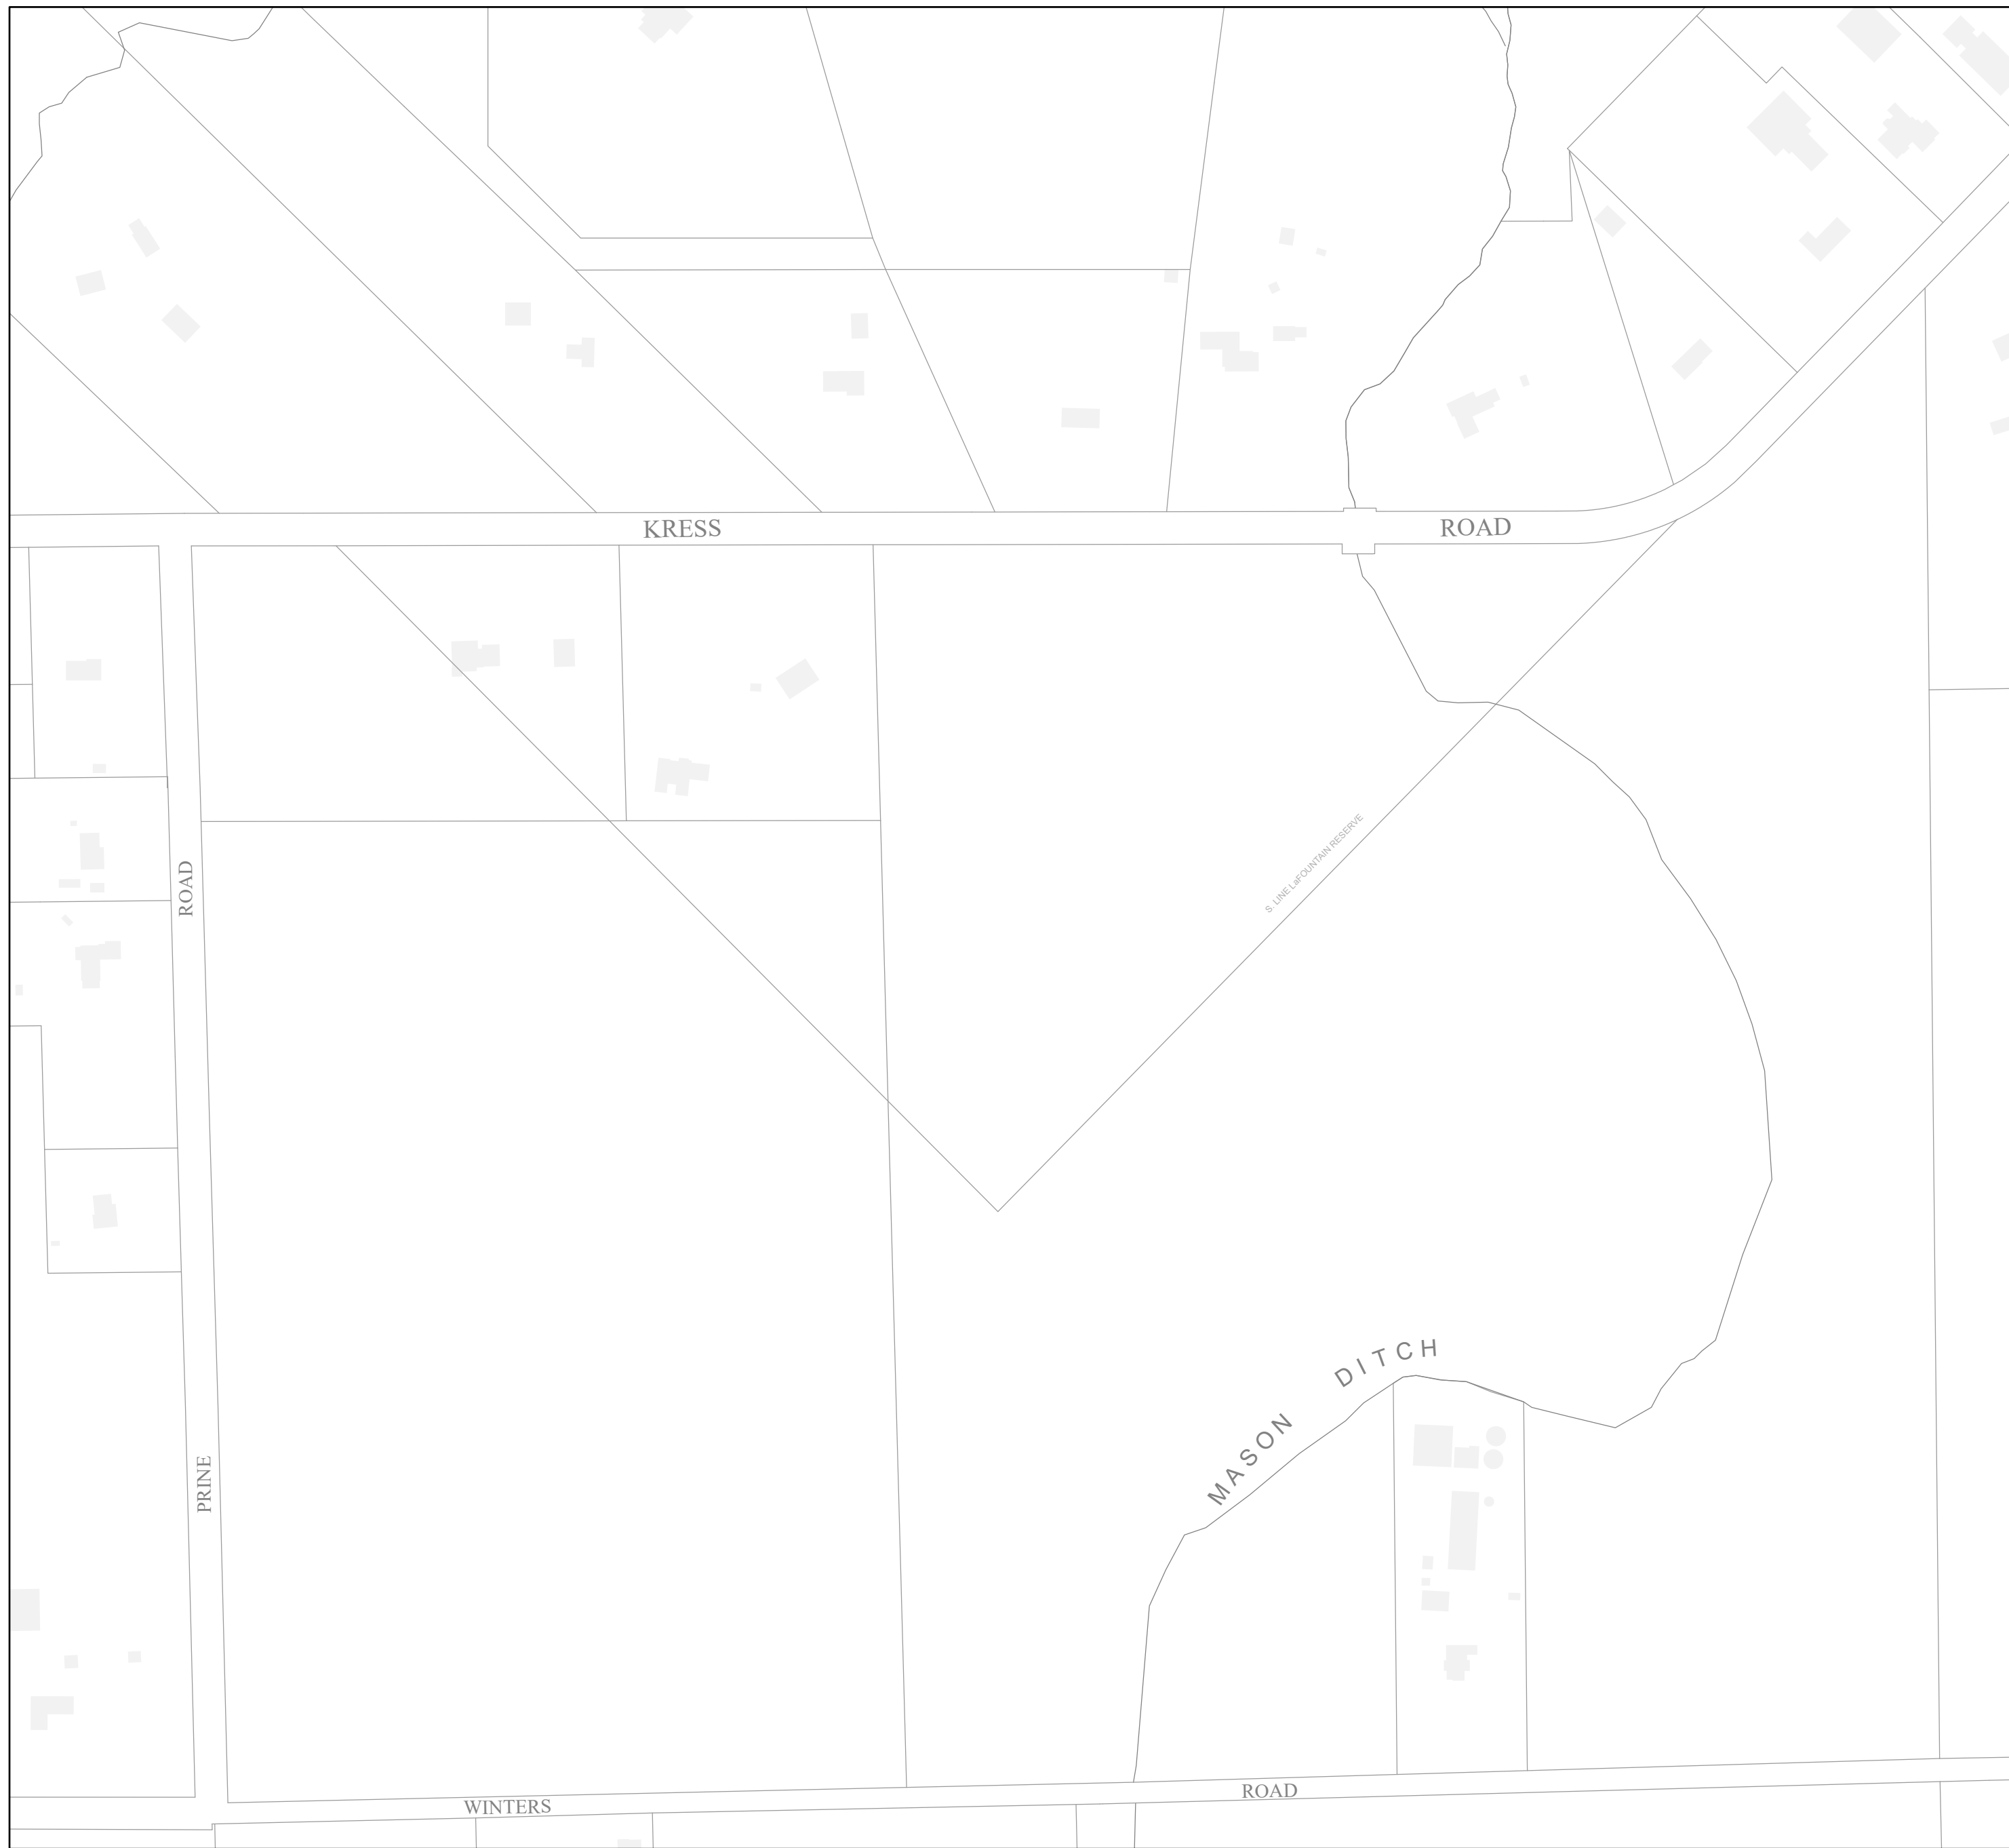 KRESS ROAD
ROAD
S. LINE LaFOUNTAIN RESERVE
MASON DITCH
PRINE
WINTERS ROAD